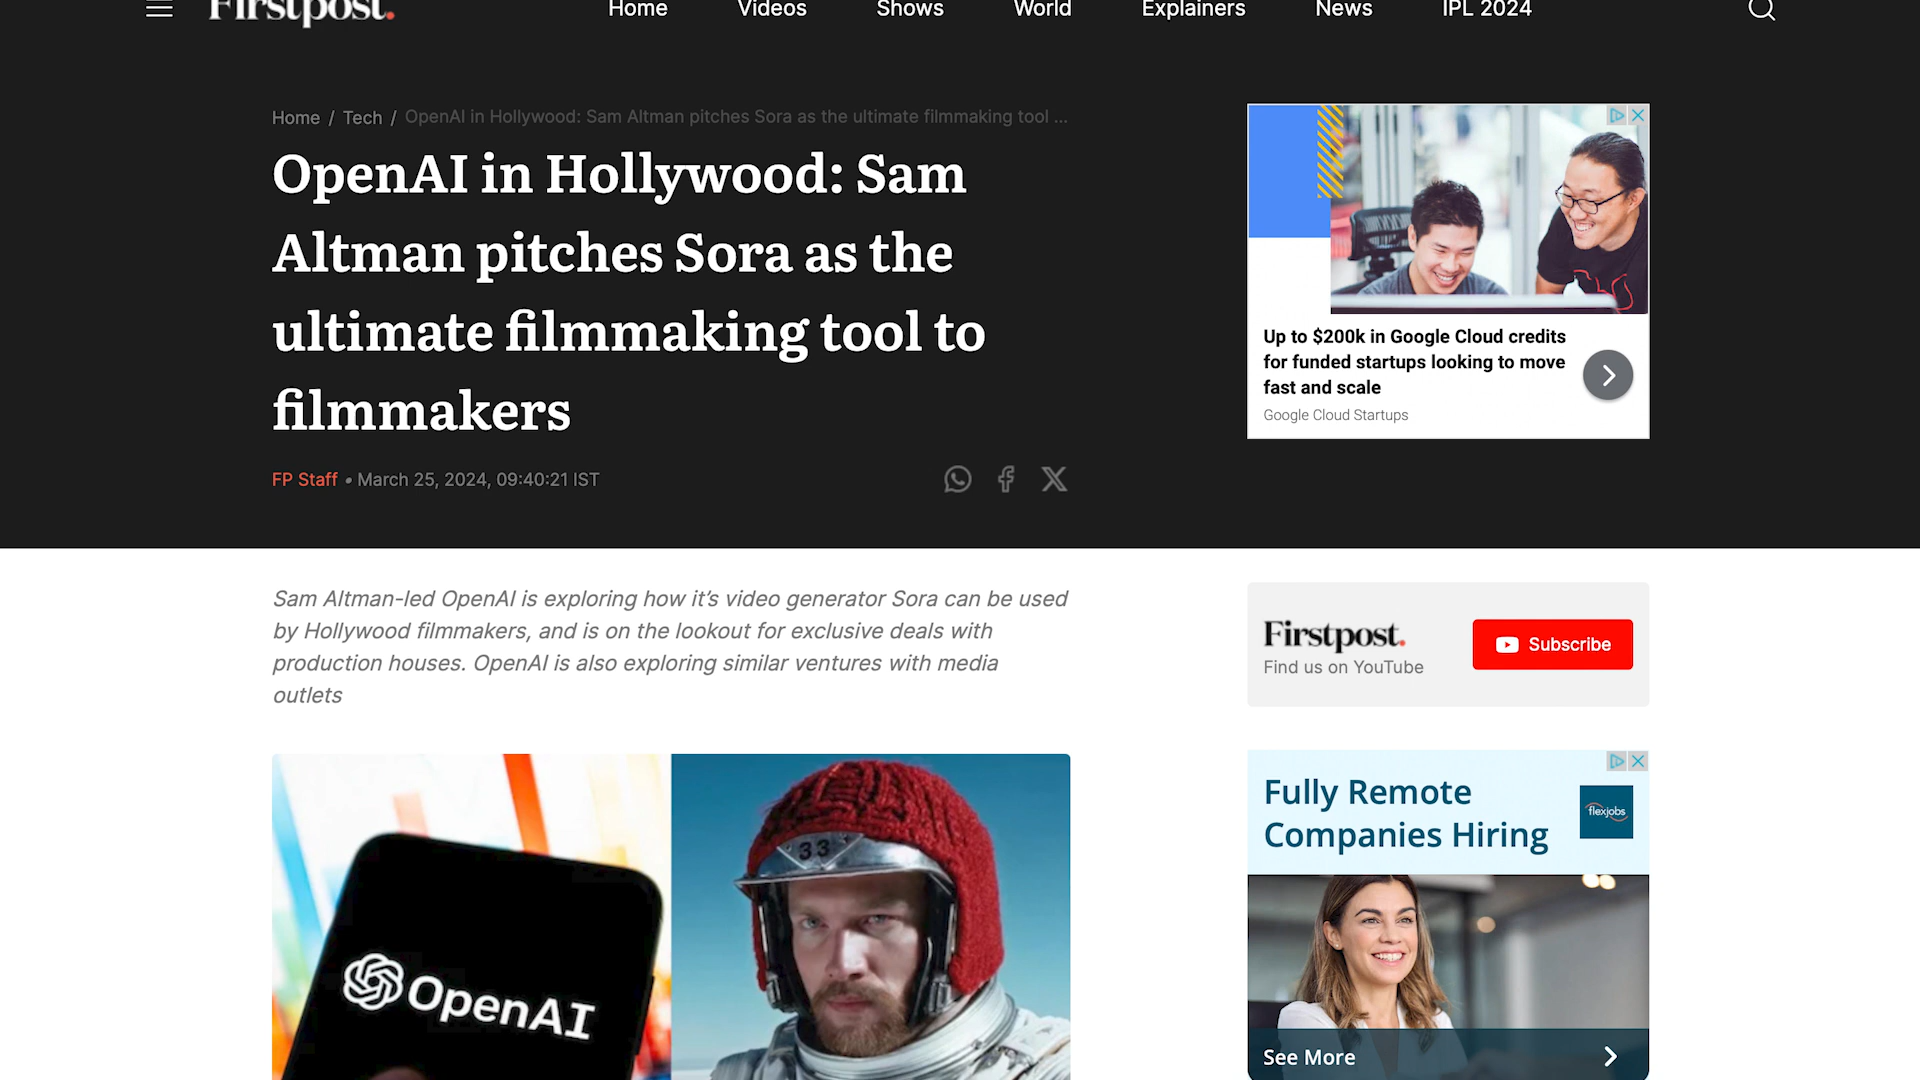 Firstpost.
Home Videos Shows World Explainers News IPL 2024
Home / Tech / OpenAI in Hollywood: Sam Altman pitches Sora as the ultimate filmmaking tool ...
OpenAI in Hollywood: Sam
Altman pitches Sora as the
ultimate filmmaking tool to
filmmakers
FP Staff • March 25, 2024, 09:40:21 IST
Up to $200k in Google Cloud credits
for funded startups looking to move
fast and scale
Google Cloud Startups
Sam Altman-led OpenAI is exploring how it’s video generator Sora can be used
by Hollywood filmmakers, and is on the lookout for exclusive deals with
production houses. OpenAI is also exploring similar ventures with media
outlets
Firstpost.
Find us on YouTube
Subscribe
Fully Remote
Companies Hiring
flexjobs
33
OpenAI
See More